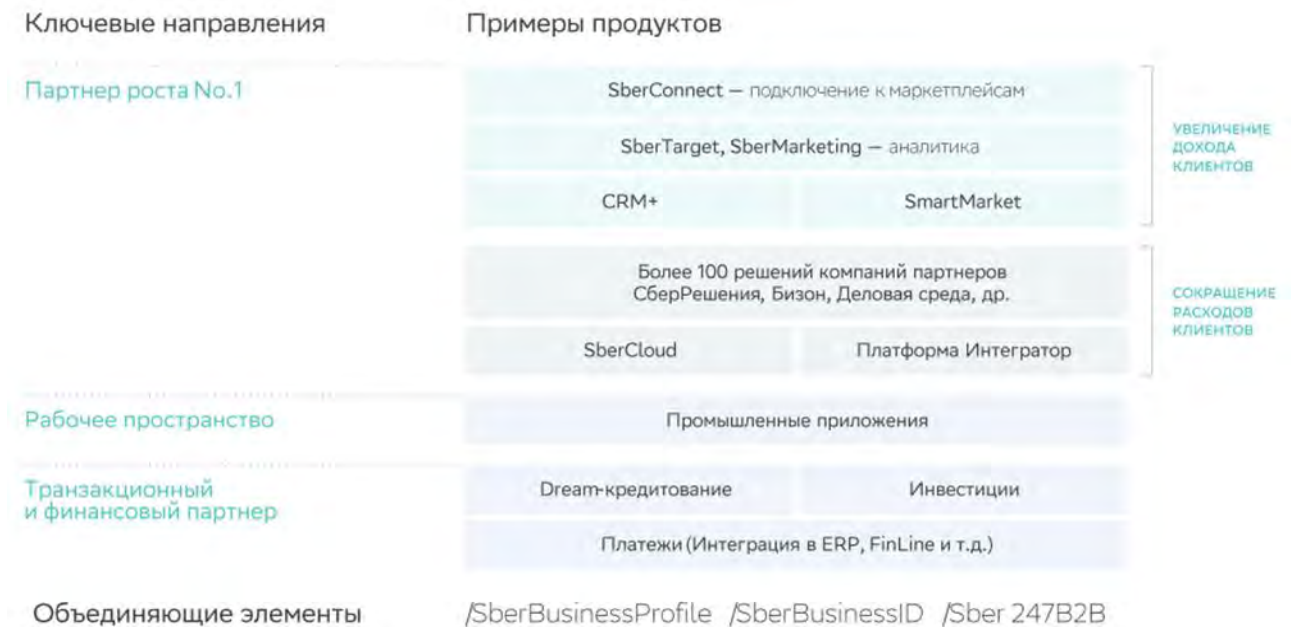 Ключевые направления
Примеры продуктов
Партнер роста No.1
SberConnect — подключение к маркетплейсам
SberTarget, SberMarketing — аналитика
CRM+
SmartMarket
УВЕЛИЧЕНИЕ
ДОХОДА
КЛИЕНТОВ
Более 100 решений компаний партнеров
СберРешения, Бизон, Деловая среда, др.
SberCloud
Платформа Интегратор
СОКРАЩЕНИЕ
РАСХОДОВ
КЛИЕНТОВ
Рабочее пространство
Промышленные приложения
Транзакционный
и финансовый партнер
Dream-кредитование
Инвестиции
Платежи (Интеграция в ERP, FinLine и т.д.)
Объединяющие элементы
/SberBusinessProfile /SberBusinessID /Sber 247B2B